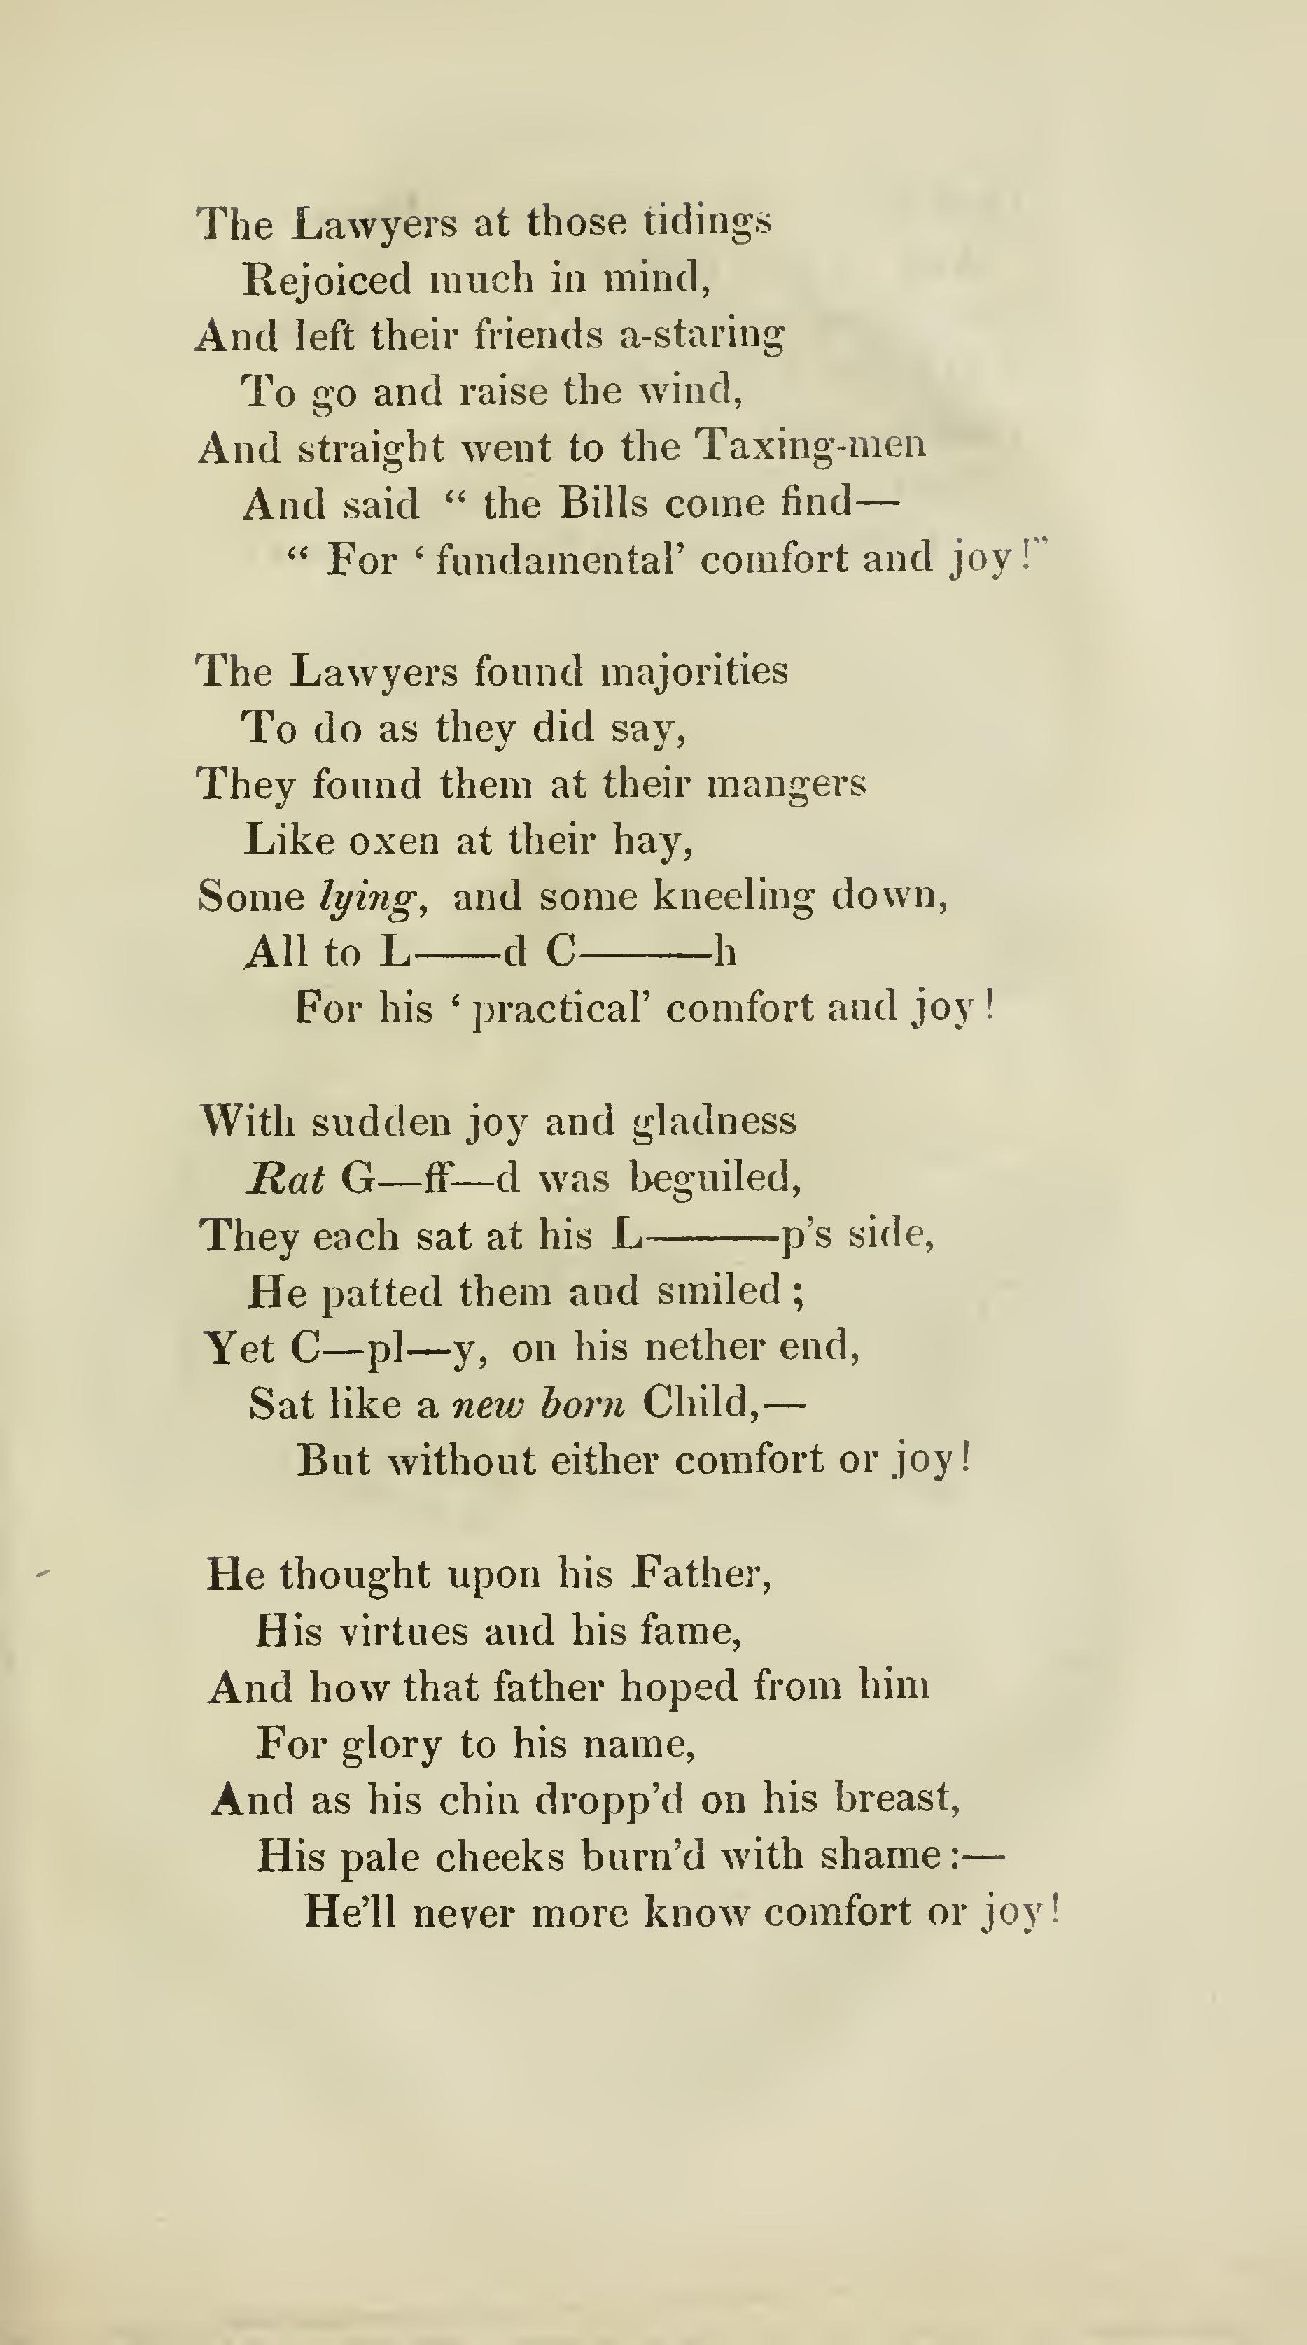 The Lawyers at those tidings
Rejoiced much in mind,
And left their friends a-staring
To go and raise the wind,
And straight went to the Taxing-men
And said “ the Bills come find—
“ For ‘ fundamental’ comfort and joy !”

The Lawyers found majorities
To do as they did say,
They found them at their mangers
Like oxen at their hay,
Some lying, and some kneeling down,
All to L——d C———h
For his ‘ practical’ comfort and joy !

With sudden joy and gladness
Rat G—ff—d was beguiled,
They each sat at his L———p’s side,
He patted them and smiled ;
Yet C—pl—y, on his nether end,
Sat like a new born Child,—
But without either comfort or joy !

He thought upon his Father,
His virtues and his fame,
And how that father hoped from him
For glory to his name,
And as his chin dropp’d on his breast,
His pale cheeks burn’d with shame :—
He’ll never more know comfort or joy !